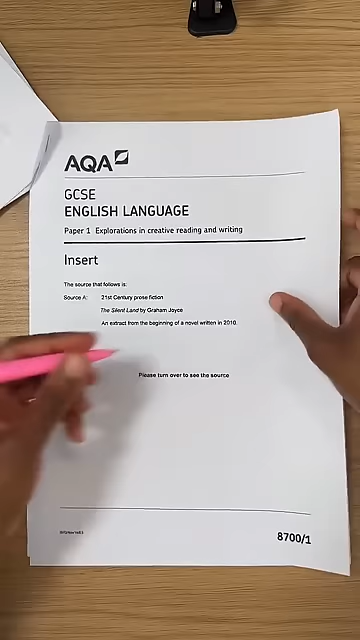 AQA
GCSE
ENGLISH LANGUAGE
Paper 1 Explorations in creative reading and writing
Insert
The source that follows is:
Source A: 21st Century prose fiction
The Silent Land by Graham Joyce
An extract from the beginning of a novel written in 2010.
Please turn over to see the source
8700/1